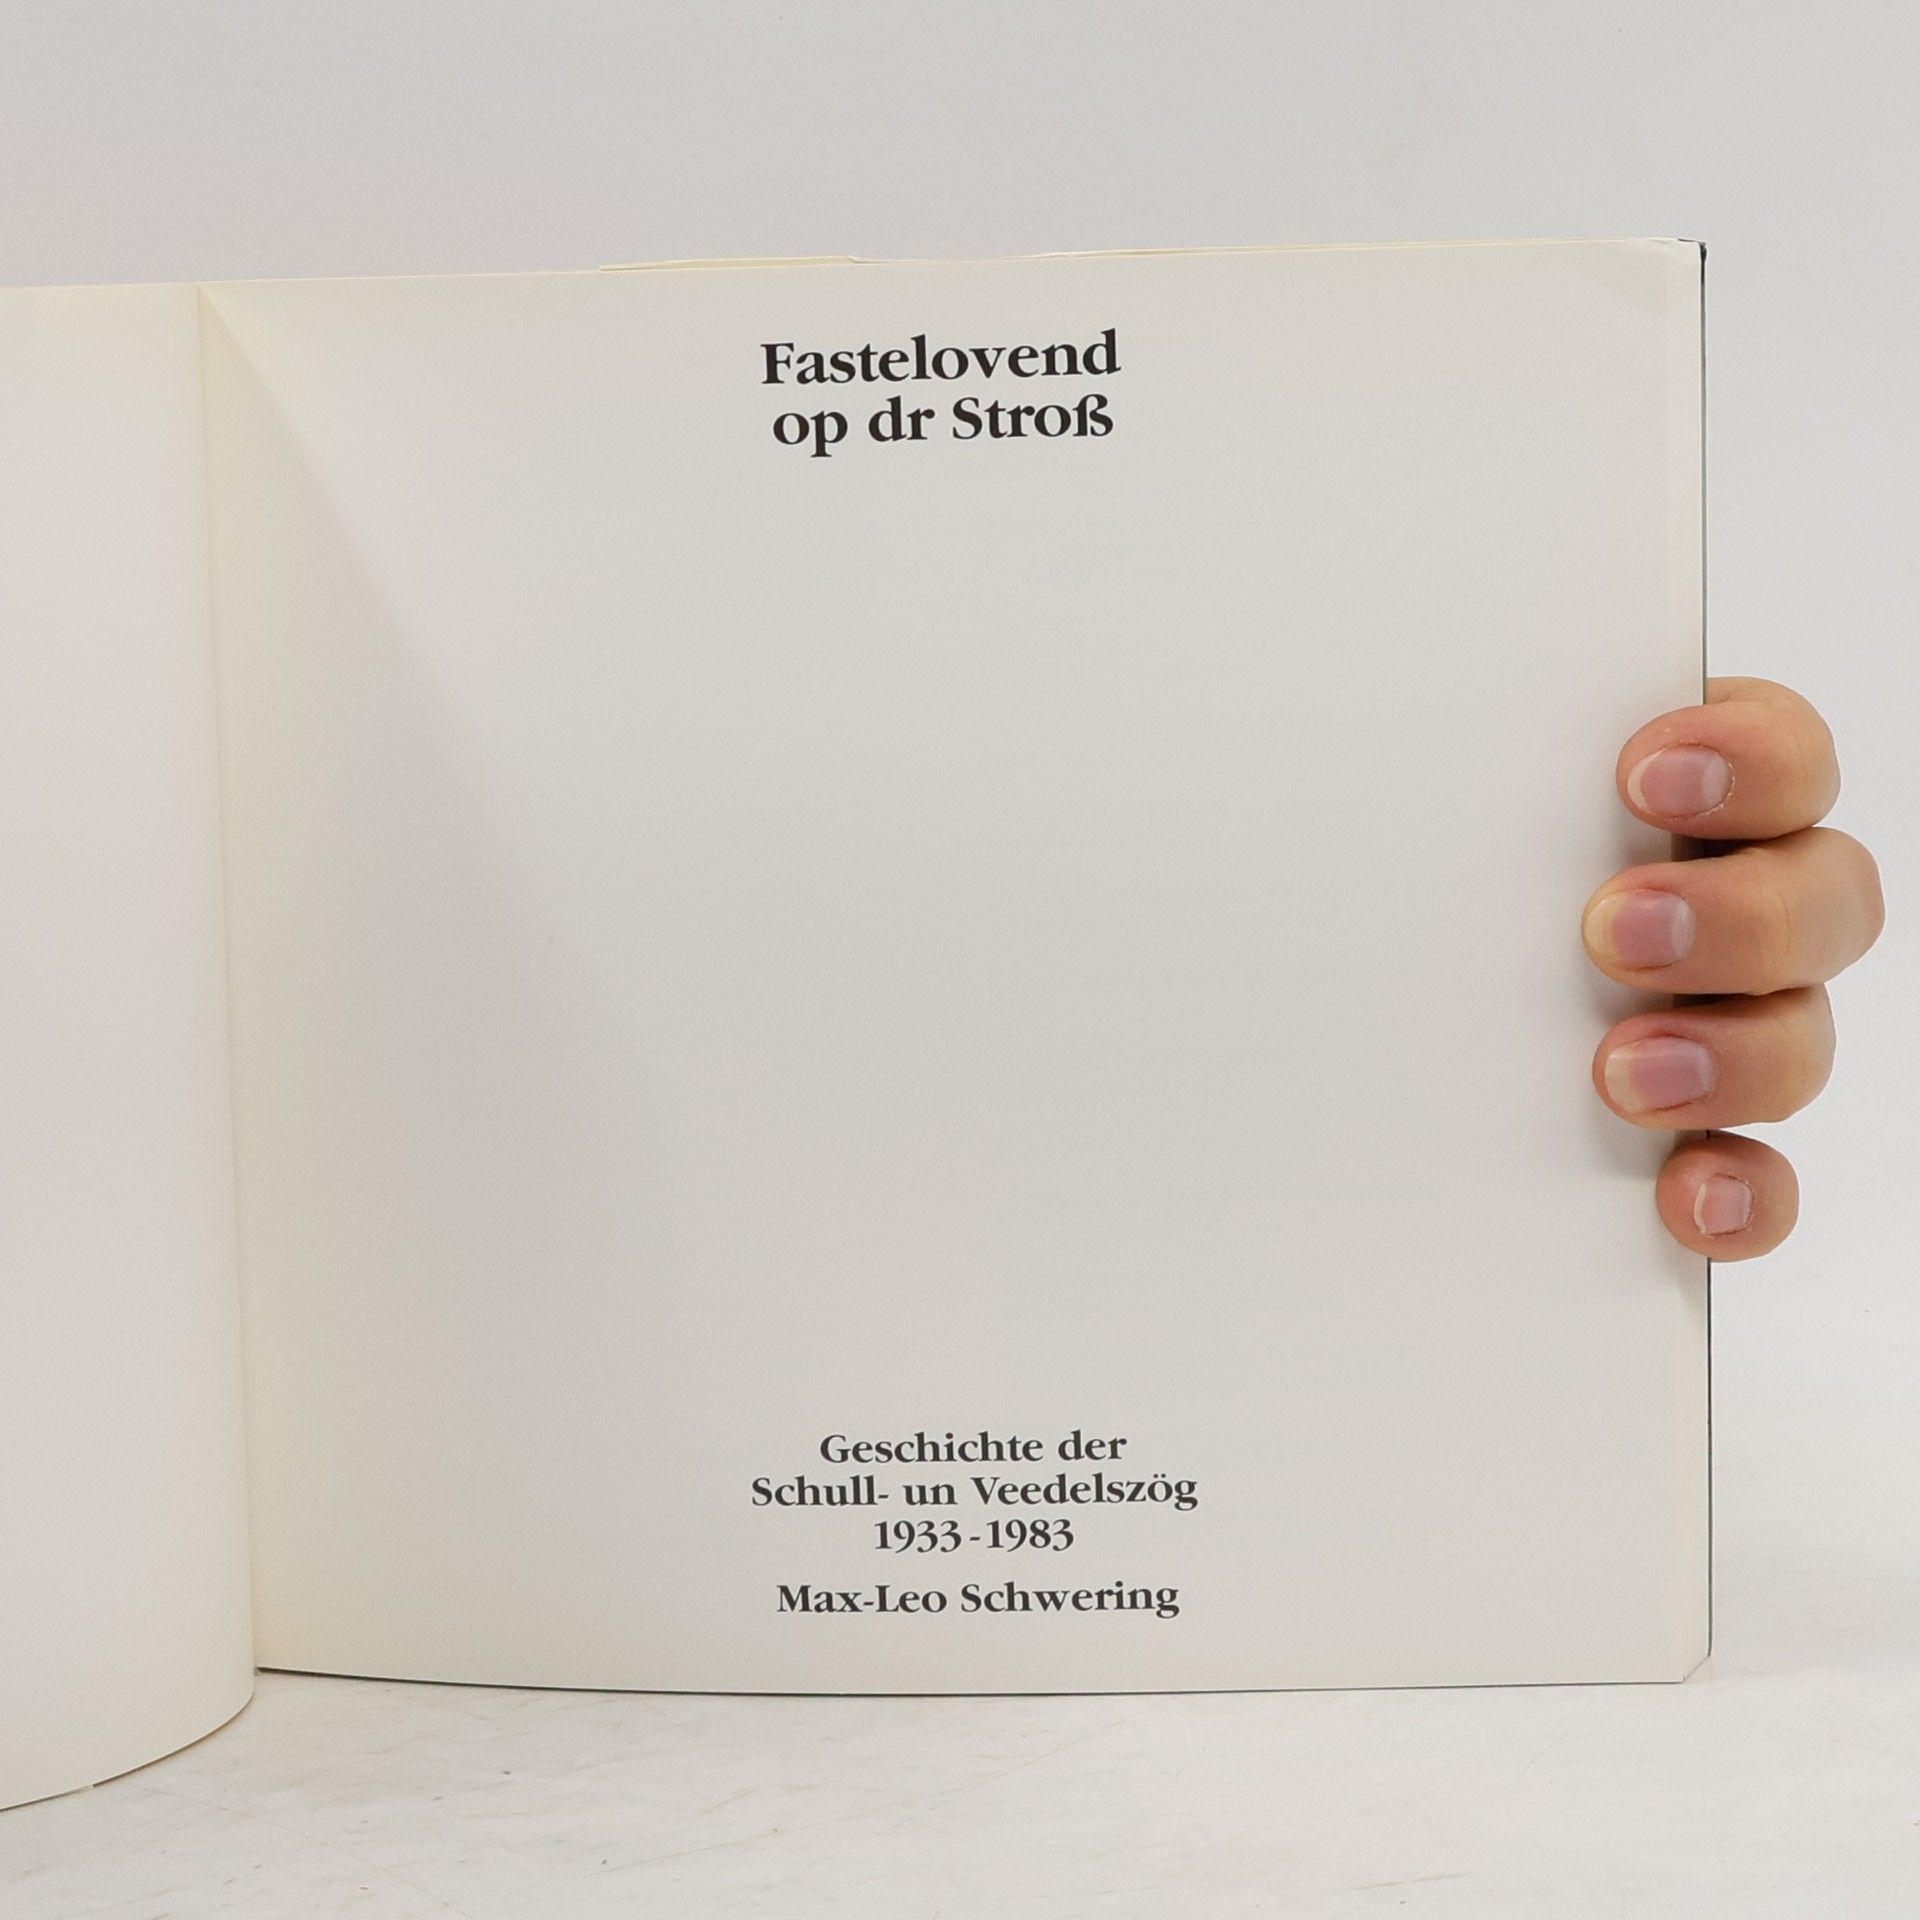 Fastelovend
op dr Stroß
Geschichte der
Schull- un Veedelszög
1933-1983
Max-Leo Schwering